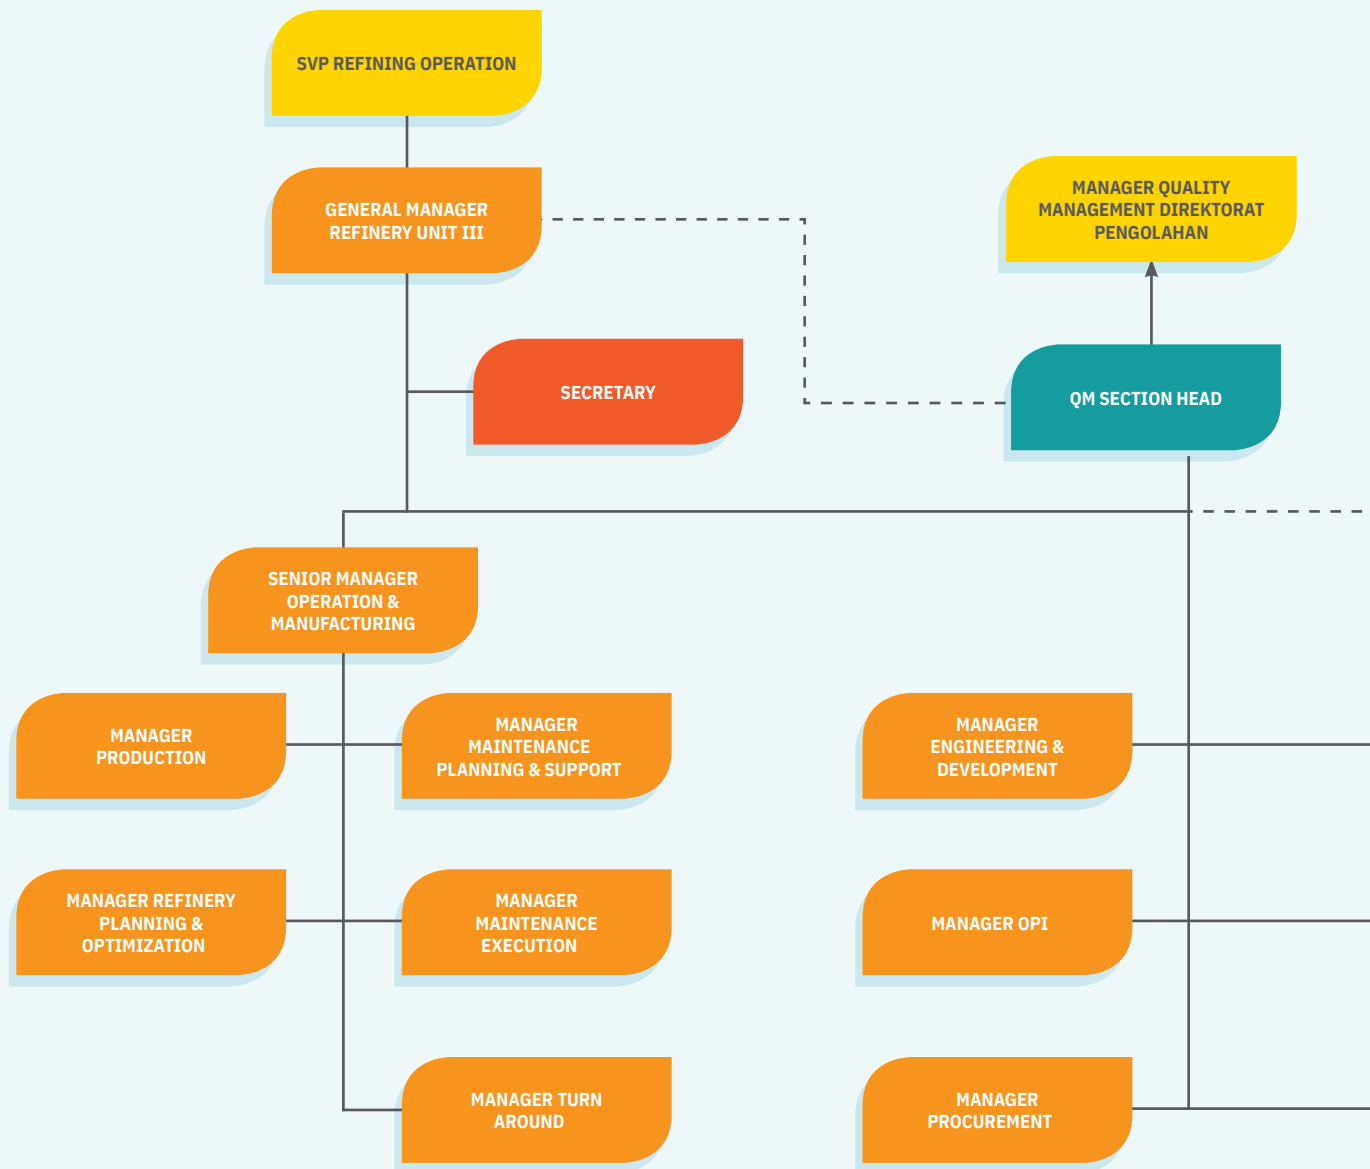 SVP REFINING OPERATION
GENERAL MANAGER
REFINERY UNIT III
MANAGER QUALITY
MANAGEMENT DIREKTORAT
PENGOLAHAN
SECRETARY
QM SECTION HEAD
SENIOR MANAGER
OPERATION &
MANUFACTURING
MANAGER
PRODUCTION
MANAGER
MAINTENANCE
PLANNING & SUPPORT
MANAGER
ENGINEERING &
DEVELOPMENT
MANAGER REFINERY
PLANNING &
OPTIMIZATION
MANAGER
MAINTENANCE
EXECUTION
MANAGER OPI
MANAGER TURN
AROUND
MANAGER
PROCUREMENT